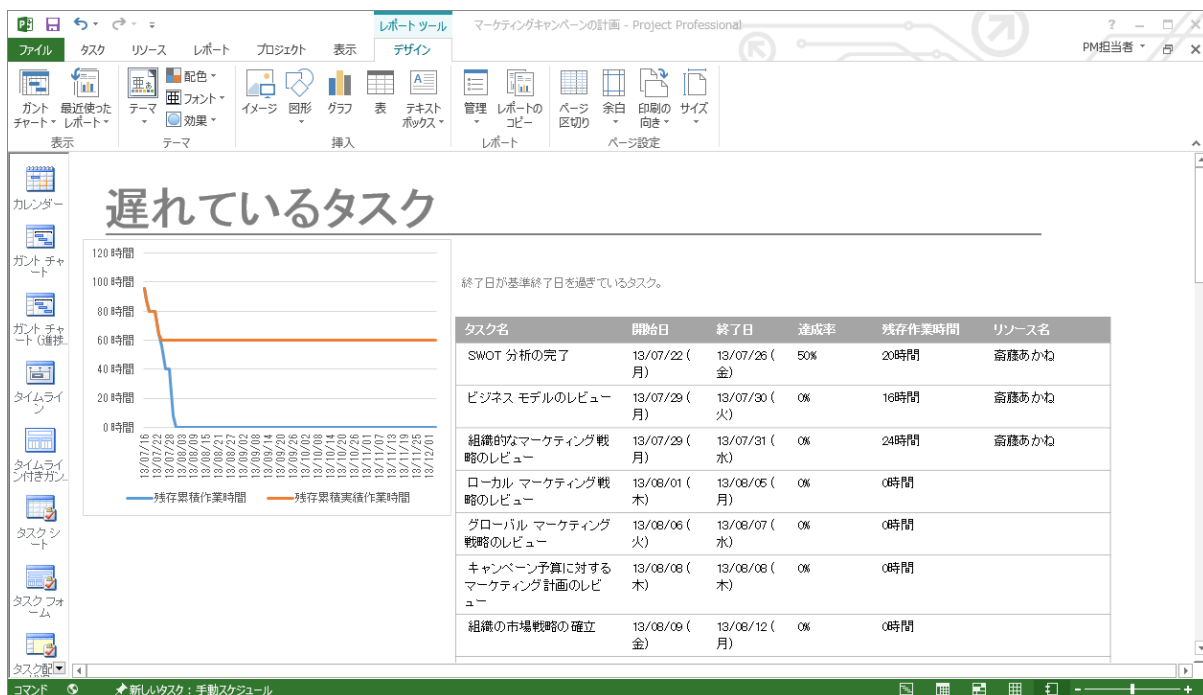 レポート ツール
マーケティングキャンペーンの計画 - Project Professional
ファイル タスク リソース レポート プロジェクト 表示 デザイン
PM担当者
ガント チャート
最近使った レポート
テーマ
配色
フォント
効果
イメージ
図形
グラフ
表
テキスト ボックス
管理
レポートの コピー
ページ 区切り
余白
印刷の 向き
サイズ
表示 テーマ 挿入 レポート ページ設定
カレンダー
ガント チャ
ート
ガント チャ
ート (進捗..
タイムライ
ン
タイムライ
ン付きガン..
タスク シ
ート
タスク フォ
ーム
タスク配
遅れているタスク
120 時間
100 時間
80 時間
60 時間
40 時間
20 時間
0 時間
13/07/16
13/07/22
13/07/28
13/08/03
13/08/09
13/08/15
13/08/21
13/08/27
13/09/02
13/09/08
13/09/14
13/09/20
13/09/26
13/10/02
13/10/08
13/10/14
13/10/20
13/10/26
13/11/01
13/11/07
13/11/13
13/11/19
13/11/25
13/12/01
残存累積作業時間 残存累積実績作業時間
終了日が基準終了日を過ぎているタスク。
タスク名 開始日 終了日 達成率 残存作業時間 リソース名
SWOT 分析の完了 13/07/22 ( 13/07/26 ( 50% 20時間 斎藤あかね
月) 金)
ビジネス モデルのレビュー 13/07/29 ( 13/07/30 ( 0% 16時間 斎藤あかね
月) 火)
組織的なマーケティング戦 13/07/29 ( 13/07/31 ( 0% 24時間 斎藤あかね
略のレビュー 月) 水)
ローカル マーケティング戦 13/08/01 ( 13/08/05 ( 0% 0時間
略のレビュー 木) 月)
グローバル マーケティング 13/08/06 ( 13/08/07 ( 0% 0時間
戦略のレビュー 火) 水)
キャンペーン予算に対する 13/08/08 ( 13/08/08 ( 0% 0時間
マーケティング計画のレビ 木) 木)
ュー
組織の市場戦略の確立 13/08/09 ( 13/08/12 ( 0% 0時間
金) 月)
コマンド 新しいタスク : 手動スケジュール